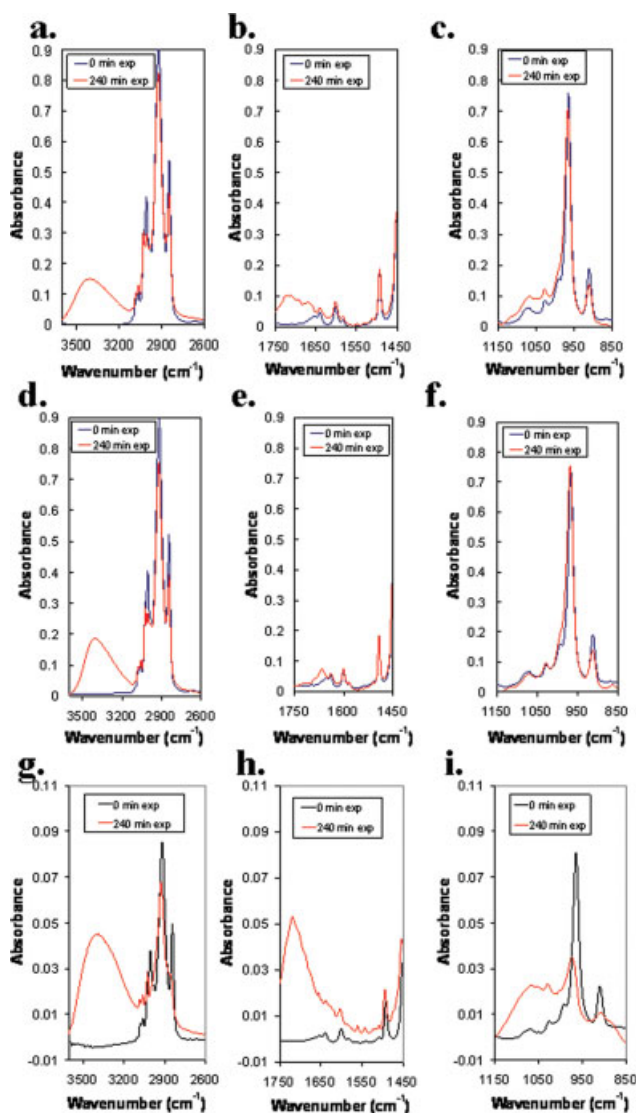 a. b. c.
0.9 0.8 0.7 0.6 0.5 0.4 0.3 0.2 0.1 0
0 min exp
240 min exp
Absorbance
3500 3200 2900 2600
Wavenumber (cm-1)
0.9 0.8 0.7 0.6 0.5 0.4 0.3 0.2 0.1 0
0 min exp
240 min exp
Absorbance
1750 1650 1550 1450
Wavenumber (cm-1)
0.9 0.8 0.7 0.6 0.5 0.4 0.3 0.2 0.1 0
0 min exp
240 min exp
Absorbance
1150 1050 950 850
Wavenumber (cm-1)
d. e. f.
0.9 0.8 0.7 0.6 0.5 0.4 0.3 0.2 0.1 0
0 min exp
240 min exp
Absorbance
3500 3200 2900 2600
Wavenumber (cm-1)
0.9 0.8 0.7 0.6 0.5 0.4 0.3 0.2 0.1 0
0 min exp
240 min exp
Absorbance
1750 1600 1450
Wavenumber (cm-1)
0.9 0.8 0.7 0.6 0.5 0.4 0.3 0.2 0.1 0
0 min exp
240 min exp
Absorbance
1150 1050 950 850
Wavenumber (cm-1)
g. h. i.
0.11 0.09 0.07 0.05 0.03 0.01 -0.01
0 min exp
240 min exp
Absorbance
3500 3200 2900 2600
Wavenumber (cm-1)
0.11 0.09 0.07 0.05 0.03 0.01 -0.01
0 min exp
240 min exp
Absorbance
1750 1650 1550 1450
Wavenumber (cm-1)
0.11 0.09 0.07 0.05 0.03 0.01 -0.01
0 min exp
240 min exp
Absorbance
1150 1050 950 850
Wavenumber (cm-1)